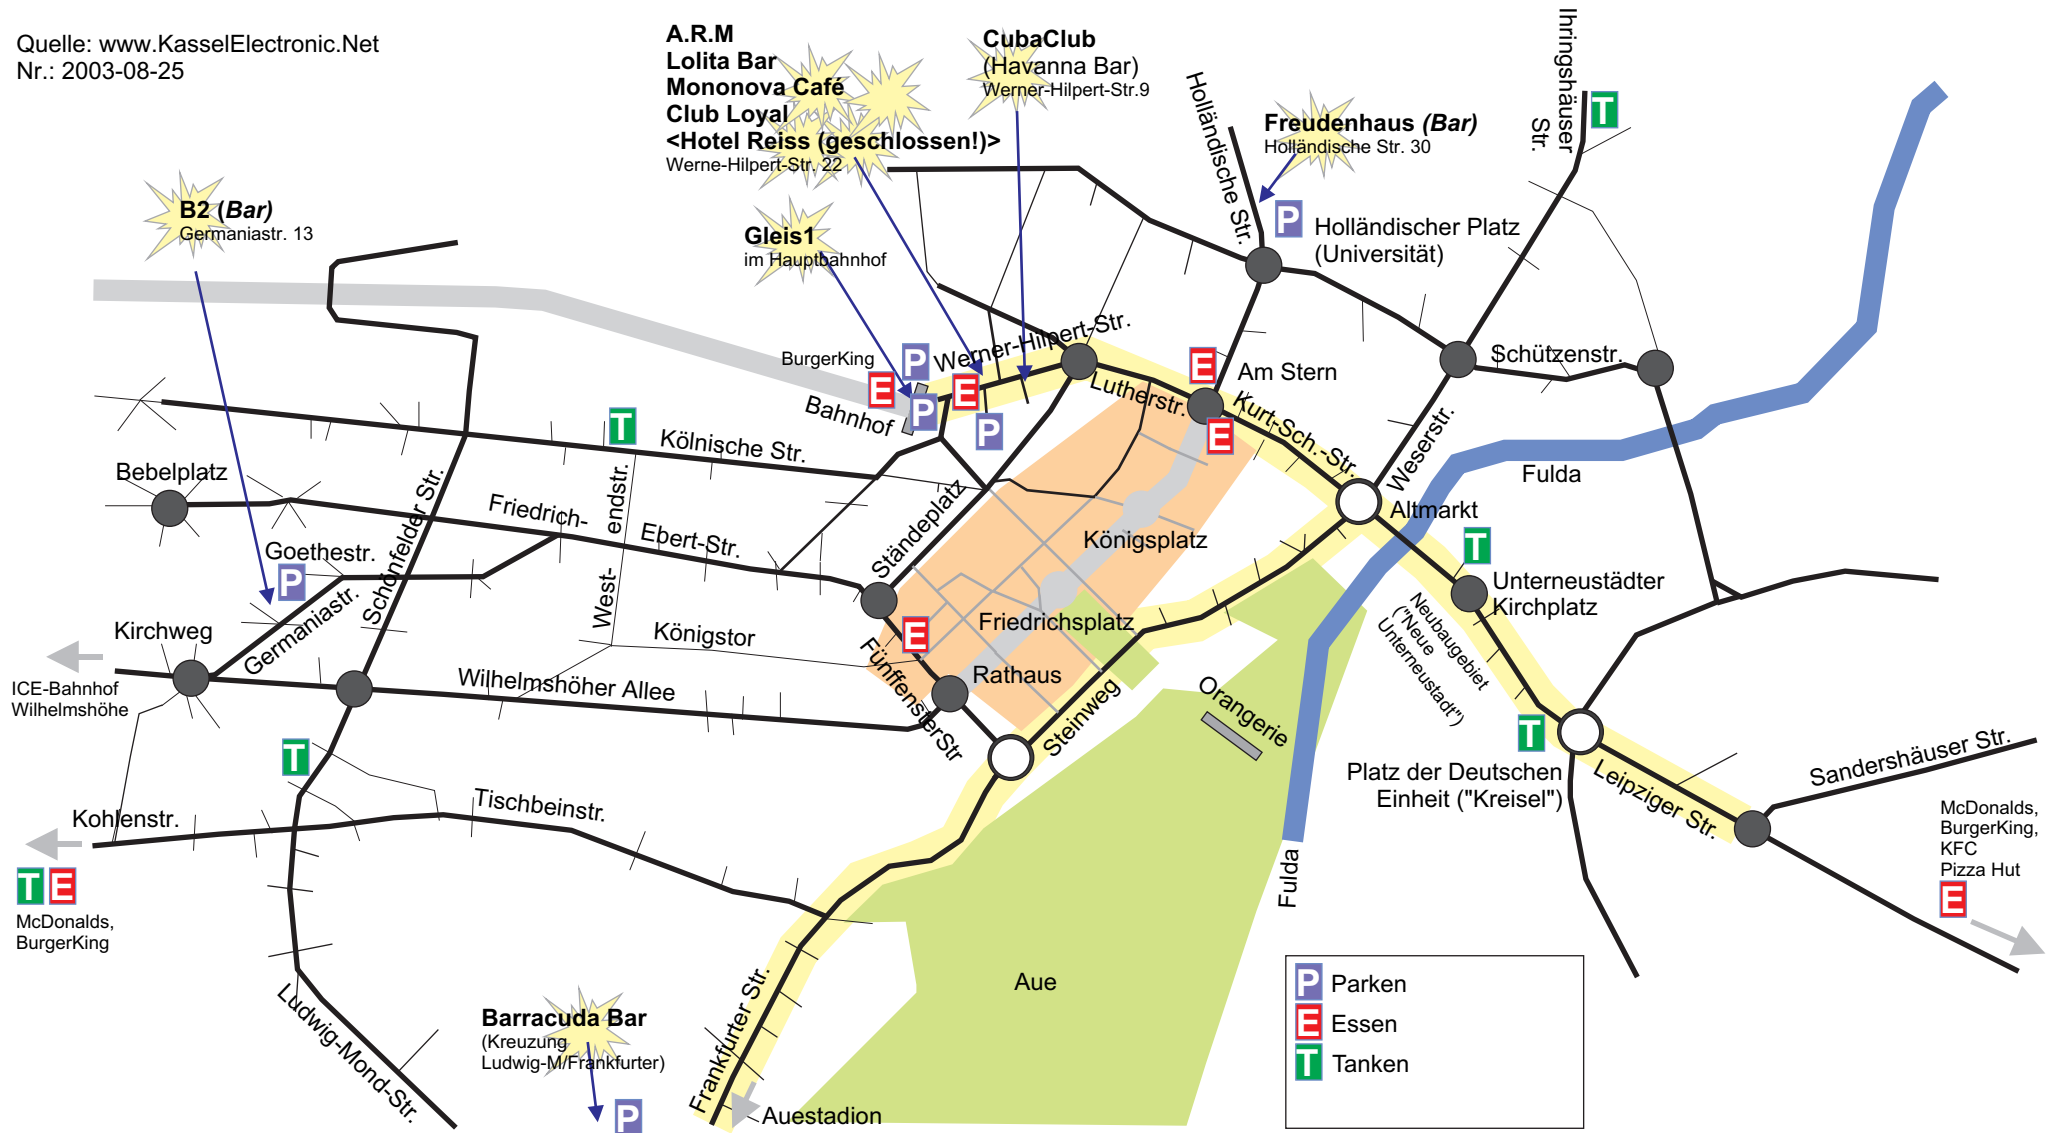 Quelle: www.KasselElectronic.Net
Nr.: 2003-08-25
A.R.M
Lolita Bar
Mononova Café
Club Loyal
<Hotel Reiss (geschlossen!)>
Werne-Hilpert-Str. 22
CubaClub
(Havanna Bar)
Werner-Hilpert-Str.9
Holländische Str.
Freudenhaus (Bar)
Holländische Str. 30
P
Holländischer Platz
(Universität)
Ihringshäuser
Str.
T
B2 (Bar)
Germaniastr. 13
Gleis1
im Hauptbahnhof
BurgerKing
E
P
Werner-Hilpert-Str.
E
P
P
Bahnhof
Lutherstr.
E
Am Stern
E
Kurt-Sch.-Str.
Weserstr.
Schützenstr.
Fulda
Altmarkt
T
Kölnische Str.
Bebelplatz
Schönfelder Str.
Friedrich-
Ebert-Str.
West-
endstr.
Ständeplatz
Königsplatz
T
Unterneustädter
Kirchplatz
Neubaugebiet
("Neue
Unterneustadt")
Goethestr.
P
Germaniastr.
Kirchweg
ICE-Bahnhof
Wilhelmshöhe
Königstor
Wilhelmshöher Allee
E
FünffensterStr
Friedrichsplatz
Rathaus
Steinweg
Orangerie
T
Platz der Deutschen
Einheit ("Kreisel")
Leipziger Str.
Sandershäuser Str.
McDonalds,
BurgerKing,
KFC
Pizza Hut
E
T
Kohlenstr.
T E
McDonalds,
BurgerKing
Tischbeinstr.
Fulda
Aue
Ludwig-Mond-Str.
Barracuda Bar
(Kreuzung
Ludwig-M/Frankfurter)
P
Frankfurter Str.
Auestadion
P Parken
E Essen
T Tanken